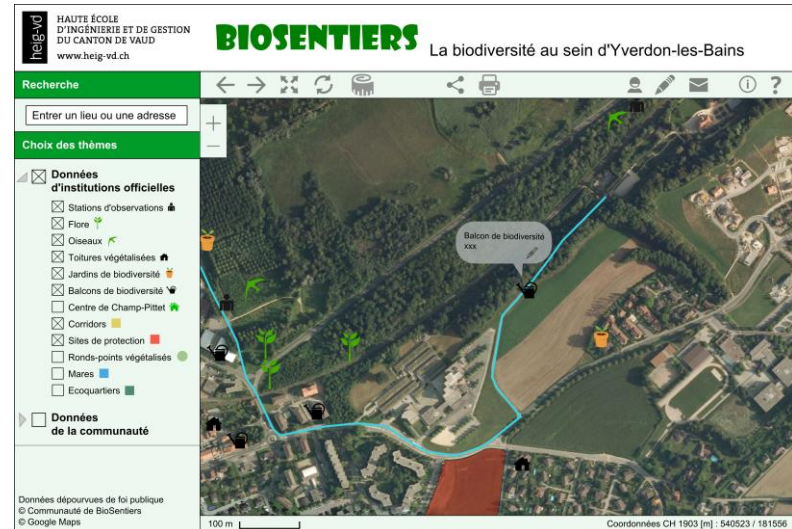 heig-vd
HAUTE ÉCOLE
D'INGÉNIERIE ET DE GESTION
DU CANTON DE VAUD
www.heig-vd.ch
BIOSENTIERS
La biodiversité au sein d'Yverdon-les-Bains
Recherche
Entrer un lieu ou une adresse
Choix des thèmes
Données
d'institutions officielles
Stations d'observations
Flore
Oiseaux
Toitures végétalisées
Jardins de biodiversité
Balcons de biodiversité
Centre de Champ-Pittet
Corridors
Sites de protection
Ronds-points végétalisés
Mares
Ecoquartiers
Données
de la communauté
Données dépourvues de foi publique
© Communauté de BioSentiers
© Google Maps
+
−
i
?
Balcon de biodiversité
xxx
100 m
Coordonnées CH 1903 [m] : 540523 / 181556